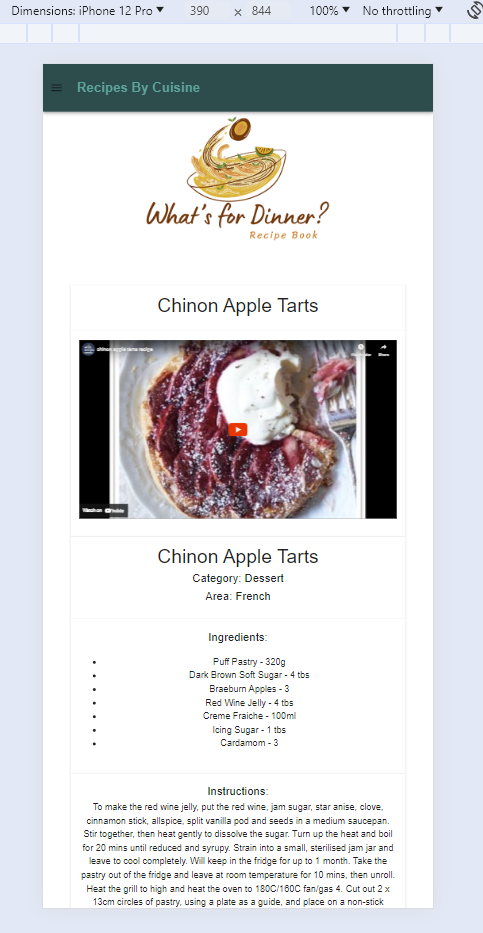 Dimensions: iPhone 12 Pro ▼ 390 x 844 100% ▼ No throttling ▼
Recipes By Cuisine
What's for Dinner?
Recipe Book
Chinon Apple Tarts
chinon apple tarts recipe
Share
Watch on YouTube
Chinon Apple Tarts
Category: Dessert
Area: French
Ingredients:
• Puff Pastry - 320g
• Dark Brown Soft Sugar - 4 tbs
• Braeburn Apples - 3
• Red Wine Jelly - 4 tbs
• Creme Fraiche - 100ml
• Icing Sugar - 1 tbs
• Cardamom - 3
Instructions:
To make the red wine jelly, put the red wine, jam sugar, star anise, clove,
cinnamon stick, allspice, split vanilla pod and seeds in a medium saucepan.
Stir together, then heat gently to dissolve the sugar. Turn up the heat and boil
for 20 mins until reduced and syrupy. Strain into a small, sterilised jam jar and
leave to cool completely. Will keep in the fridge for up to 1 month. Take the
pastry out of the fridge and leave at room temperature for 10 mins, then unroll.
Heat the grill to high and heat the oven to 180C/160C fan/gas 4. Cut out 2 x
13cm circles of pastry, using a plate as a guide, and place on a non-stick